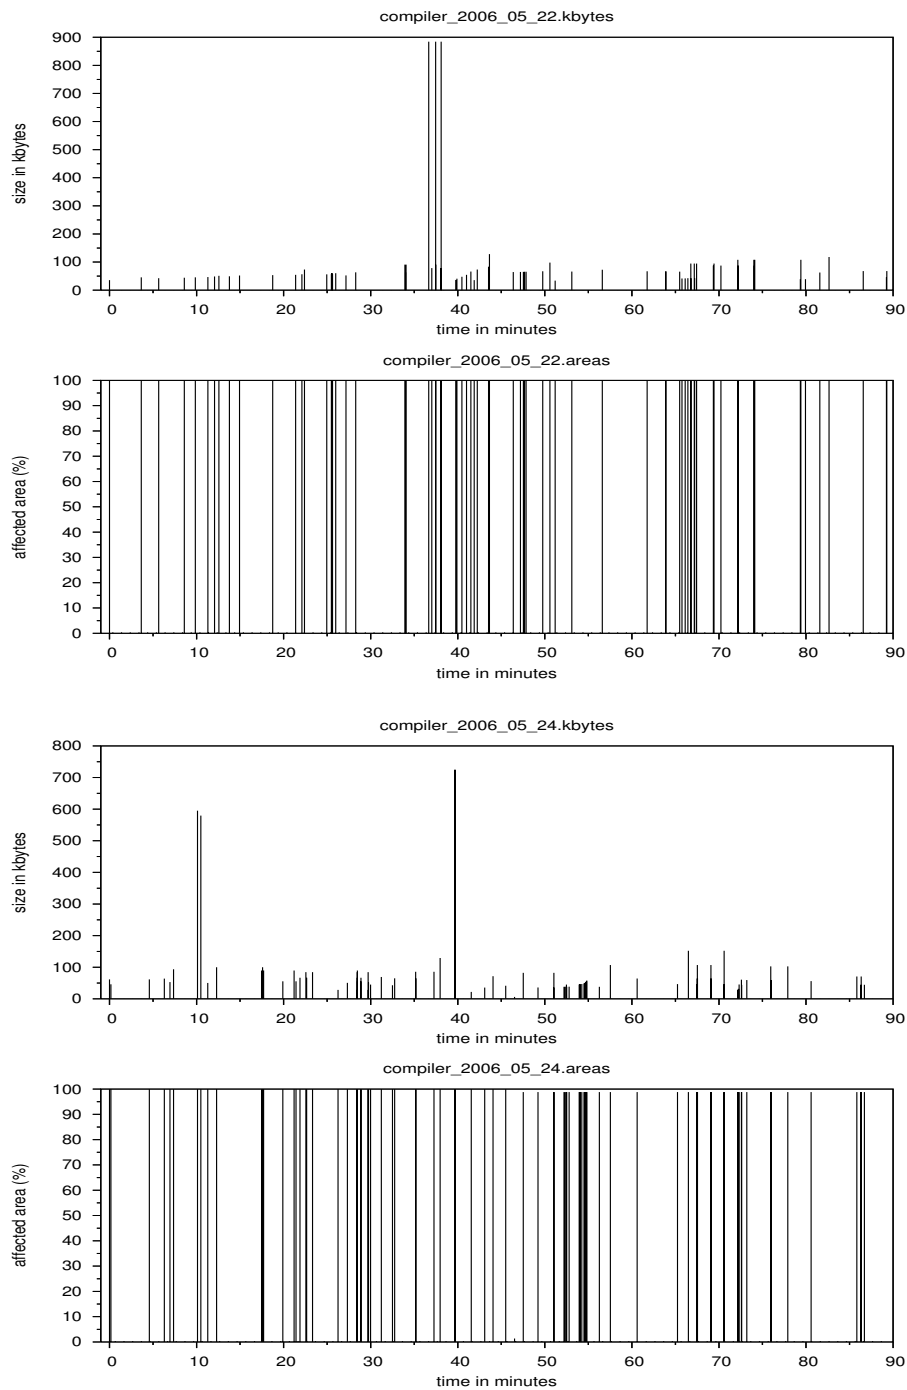 compiler_2006_05_22.kbytes
900
800
700
600
500
400
300
200
100
0
size in kbytes
0 10 20 30 40 50 60 70 80 90
time in minutes
compiler_2006_05_22.areas
100
90
80
70
60
50
40
30
20
10
0
affected area (%)
0 10 20 30 40 50 60 70 80 90
time in minutes
compiler_2006_05_24.kbytes
800
700
600
500
400
300
200
100
0
size in kbytes
0 10 20 30 40 50 60 70 80 90
time in minutes
compiler_2006_05_24.areas
100
90
80
70
60
50
40
30
20
10
0
affected area (%)
0 10 20 30 40 50 60 70 80 90
time in minutes